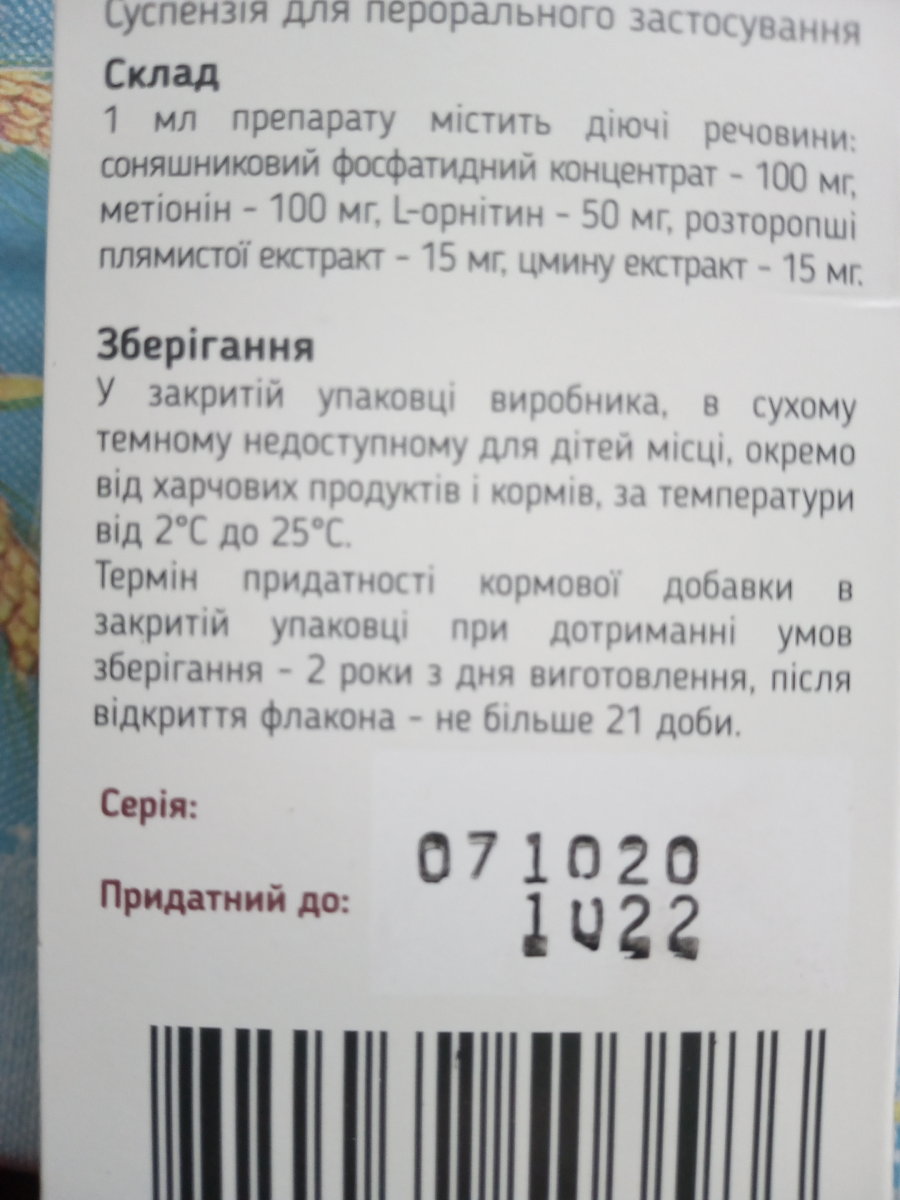 Суспензія для перорального застосування
Склад
1 мл препарату містить діючі речовини:
соняшниковий фосфатидний концентрат - 100 мг,
метіонін - 100 мг, L-орнітин - 50 мг, розторопші
плямистої екстракт - 15 мг, цмину екстракт - 15 мг.
Зберігання
У закритій упаковці виробника, в сухому
темному недоступному для дітей місці, окремо
від харчових продуктів і кормів, за температури
від 2°C до 25°C.
Термін придатності кормової добавки в
закритій упаковці при дотриманні умов
зберігання - 2 роки з дня виготовлення, після
відкриття флакона - не більше 21 доби.
Серія:
071020
Придатний до:
1022